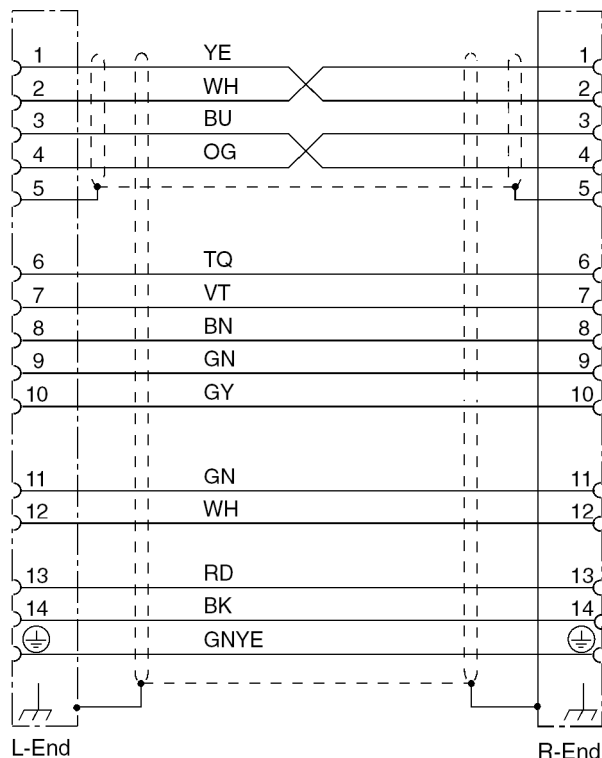 1 YE 1
2 WH 2
3 BU 3
4 OG 4
5 5
6 TQ 6
7 VT 7
8 BN 8
9 GN 9
10 GY 10
11 GN 11
12 WH 12
13 RD 13
14 BK 14
GNYE
L-End R-End